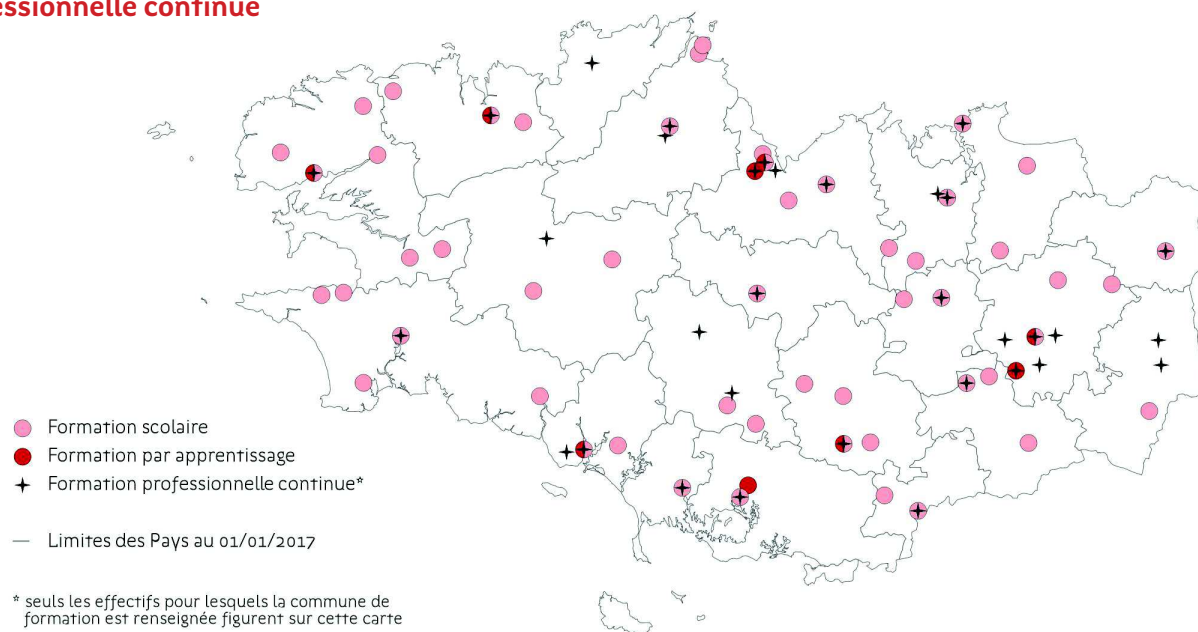 essionnelle continue
Formation scolaire
Formation par apprentissage
Formation professionnelle continue*
Limites des Pays au 01/01/2017
* seuls les effectifs pour lesquels la commune de
formation est renseignée figurent sur cette carte